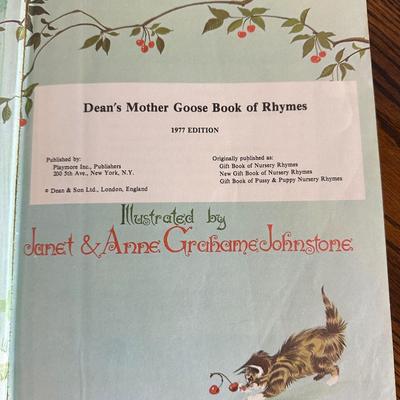 Dean's Mother Goose Book of Rhymes
1977 EDITION
Published by:
Playmore Inc., Publishers
200 5th Ave., New York, N.Y.
© Dean & Son Ltd., London, England
Originally published as:
Gift Book of Nursery Rhymes
New Gift Book of Nursery Rhymes
Gift Book of Pussy & Puppy Nursery Rhymes
Illustrated by
Janet & Anne Grahame Johnstone